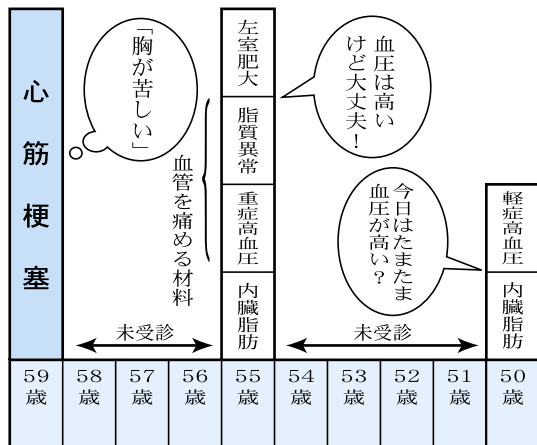 軽症高血圧
内臓脂肪
今日はたまたま
血圧が高い?
未受診
血圧は高い
けど大丈夫!
左室肥大
脂質異常
重症高血圧
内臓脂肪
血管を痛める材料
「胸が苦しい」
未受診
心筋梗塞
59歳
58歳
57歳
56歳
55歳
54歳
53歳
52歳
51歳
50歳